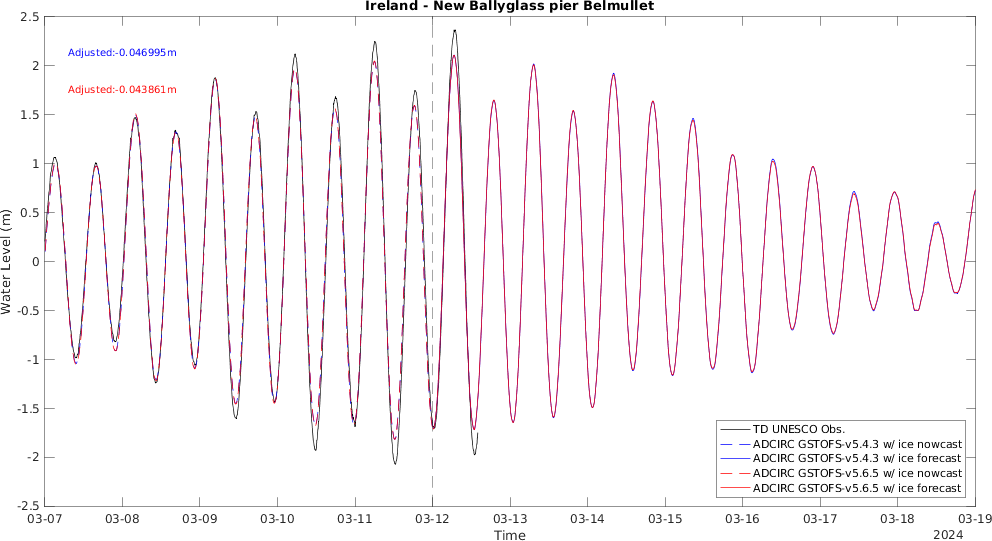 Ireland - New Ballyglass pier Belmullet
2.5
Adjusted:-0.046995m
2
Adjusted:-0.043861m
1.5
1
0.5
0
-0.5
-1
-1.5
-2
-2.5
Water Level (m)
TD UNESCO Obs.
ADCIRC GSTOFS-v5.4.3 w/ ice nowcast
ADCIRC GSTOFS-v5.4.3 w/ ice forecast
ADCIRC GSTOFS-v5.6.5 w/ ice nowcast
ADCIRC GSTOFS-v5.6.5 w/ ice forecast
03-07 03-08 03-09 03-10 03-11 03-12 03-13 03-14 03-15 03-16 03-17 03-18 03-19
Time
2024